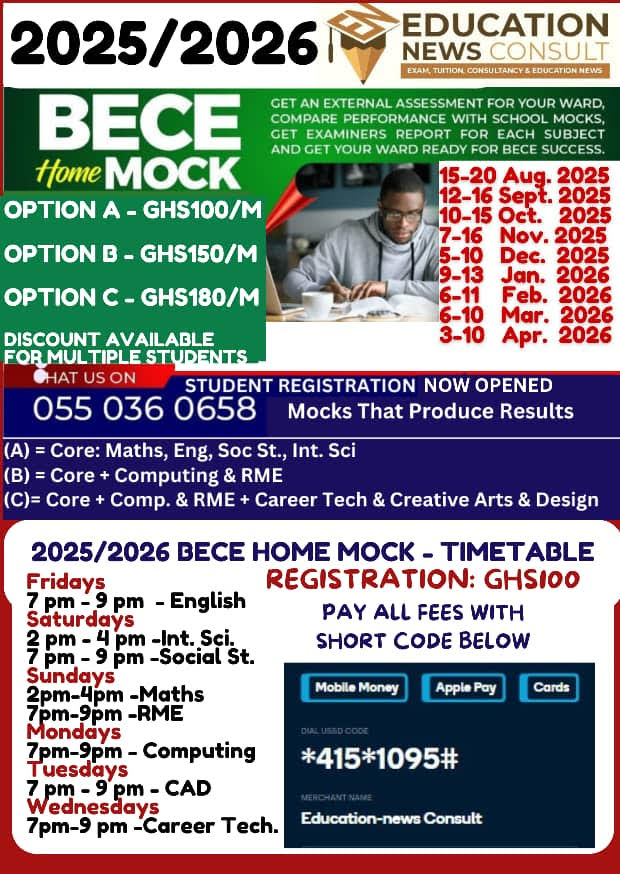 2025/2026
EDUCATION
NEWS CONSULT
EXAM, TUITION, CONSULTANCY & EDUCATION NEWS
BECE
Home MOCK
GET AN EXTERNAL ASSESSMENT FOR YOUR WARD,
COMPARE PERFORMANCE WITH SCHOOL MOCKS,
GET EXAMINERS REPORT FOR EACH SUBJECT
AND GET YOUR WARD READY FOR BECE SUCCESS.
OPTION A - GHS100/M
OPTION B - GHS150/M
OPTION C - GHS180/M
DISCOUNT AVAILABLE
FOR MULTIPLE STUDENTS
15-20 Aug. 2025
12-16 Sept. 2025
10-15 Oct. 2025
7-16 Nov. 2025
5-10 Dec. 2025
9-13 Jan. 2026
6-11 Feb. 2026
6-10 Mar. 2026
3-10 Apr. 2026
HAT US ON
055 036 0658
STUDENT REGISTRATION NOW OPENED
Mocks That Produce Results
(A) = Core: Maths, Eng, Soc St., Int. Sci
(B) = Core + Computing & RME
(C)= Core + Comp. & RME + Career Tech & Creative Arts & Design
2025/2026 BECE HOME MOCK - TIMETABLE
Fridays
7 pm - 9 pm - English
Saturdays
2 pm - 4 pm -Int. Sci.
7 pm - 9 pm -Social St.
Sundays
2pm-4pm -Maths
7pm-9pm -RME
Mondays
7pm-9pm - Computing
Tuesdays
7 pm - 9 pm - CAD
Wednesdays
7pm-9 pm -Career Tech.
REGISTRATION: GHS100
PAY ALL FEES WITH
SHORT CODE BELOW
Mobile Money
Apple Pay
Cards
DIAL USSD CODE
*415*1095#
MERCHANT NAME
Education-news Consult